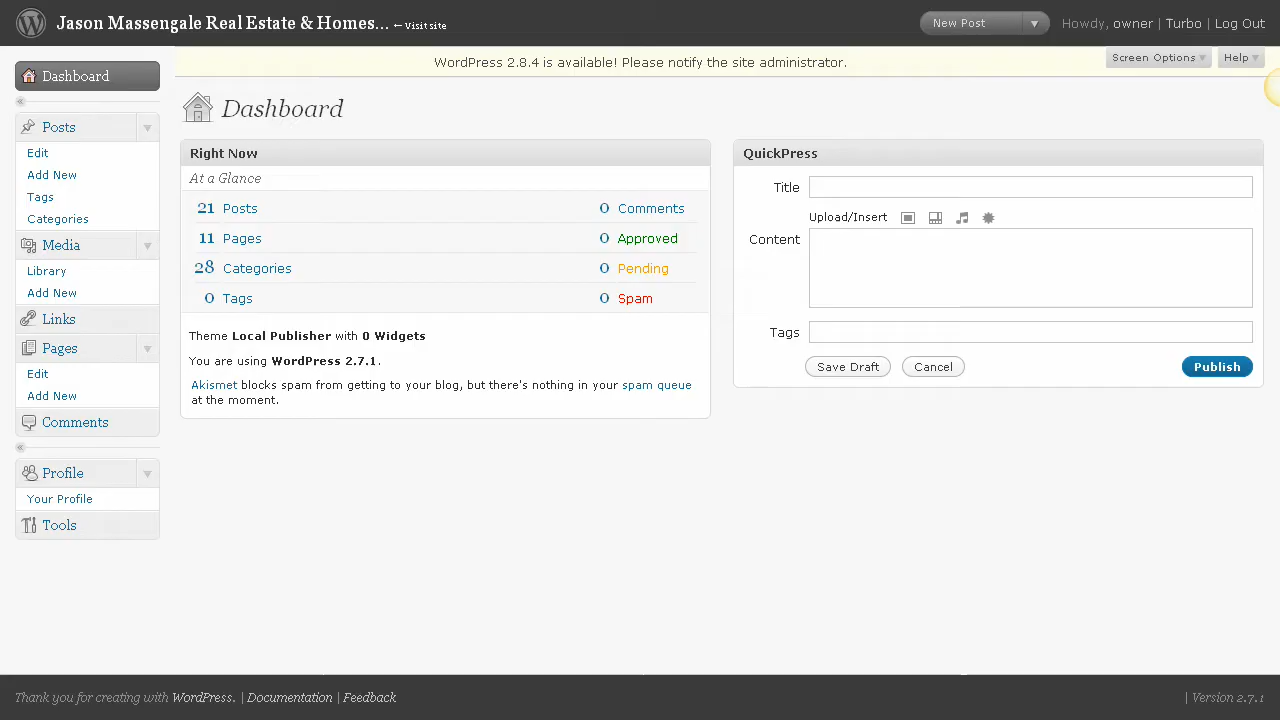 Jason Massengale Real Estate & Homes... ← Visit site
New Post
Howdy, owner | Turbo | Log Out
WordPress 2.8.4 is available! Please notify the site administrator.
Screen Options
Help
Dashboard
Posts
Edit
Add New
Tags
Categories
Media
Library
Add New
Links
Pages
Edit
Add New
Comments
Profile
Your Profile
Tools
Dashboard
Right Now
At a Glance
21 Posts 0 Comments
11 Pages 0 Approved
28 Categories 0 Pending
0 Tags 0 Spam
Theme Local Publisher with 0 Widgets
You are using WordPress 2.7.1.
Akismet blocks spam from getting to your blog, but there's nothing in your spam queue
at the moment.
QuickPress
Title
Upload/Insert
Content
Tags
Save Draft Cancel Publish
Thank you for creating with WordPress. | Documentation | Feedback
| Version 2.7.1